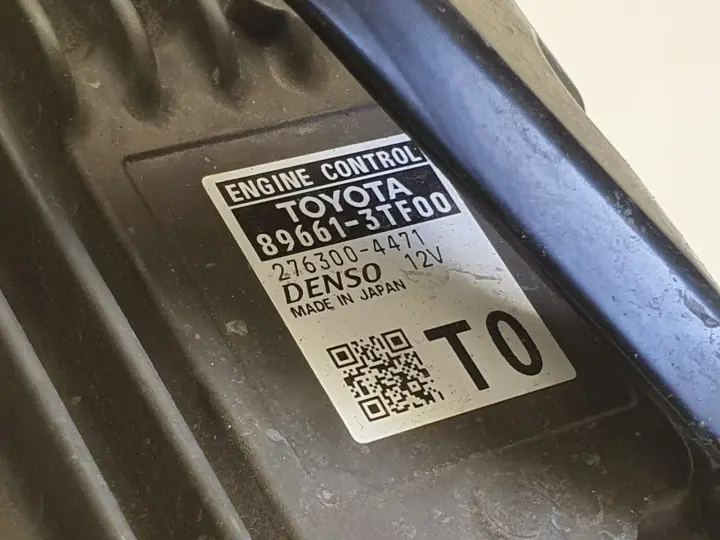 ENGINE CONTROL
TOYOTA
89661-3TF00
276300-4471
DENSO 12V
MADE IN JAPAN
T0